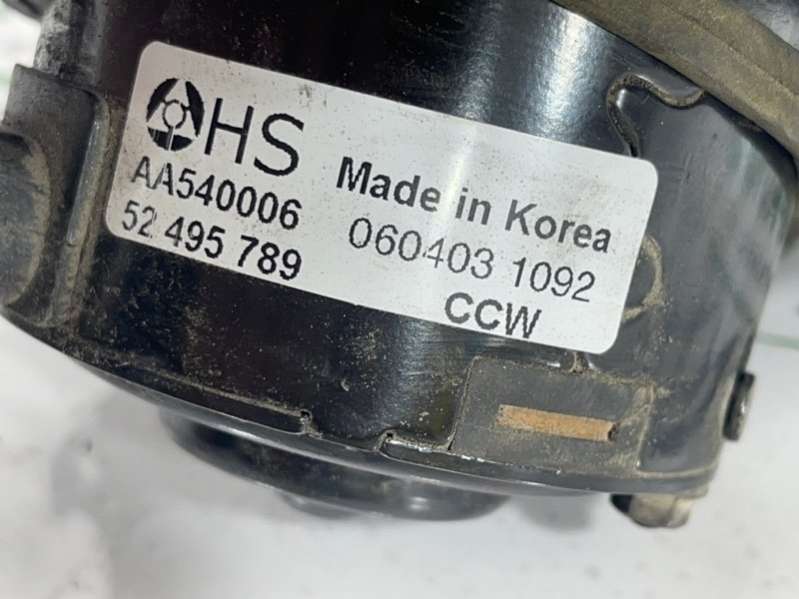 HS
AA540006
52 495 789
Made in Korea
060403 1092
CCW